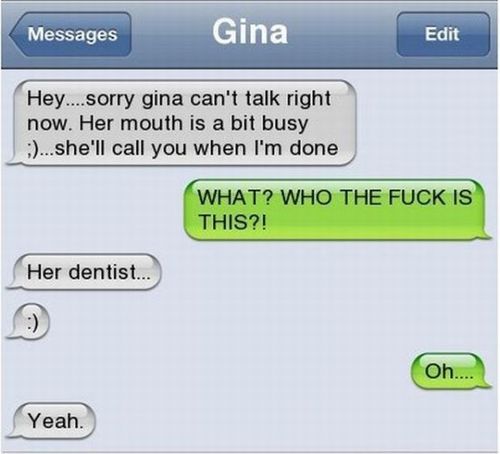 Messages
Gina
Edit
Hey....sorry gina can't talk right
now. Her mouth is a bit busy
;)...she'll call you when I'm done
WHAT? WHO THE FUCK IS
THIS?!
Her dentist...
:)
Oh....
Yeah.